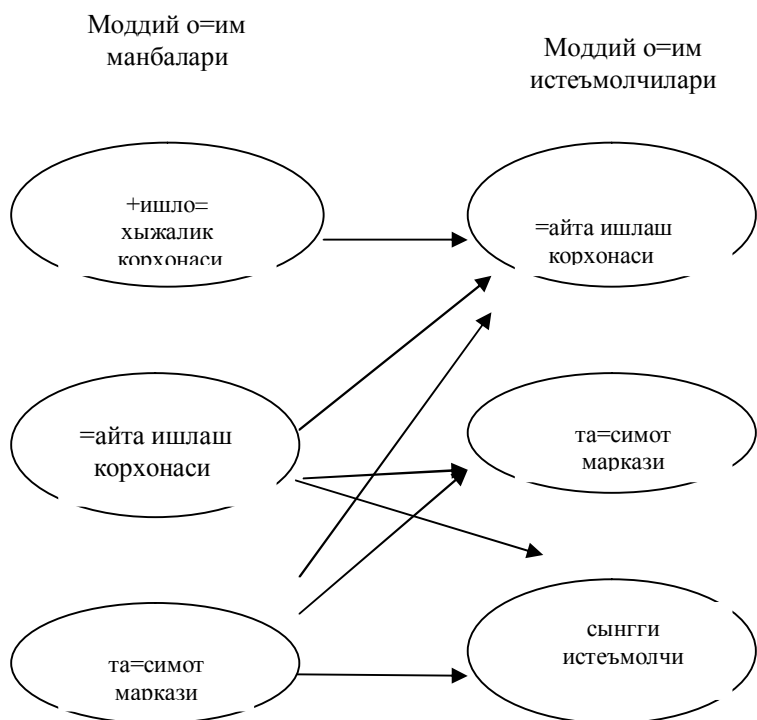 Моддий о=им
манбалари
Моддий о=им
истеъмолчилари
+ишло=
хыжалик
корхонаси
=айта ишлаш
корхонаси
=айта ишлаш
корхонаси
та=симот
маркази
та=симот
маркази
сынгги
истеъмолчи